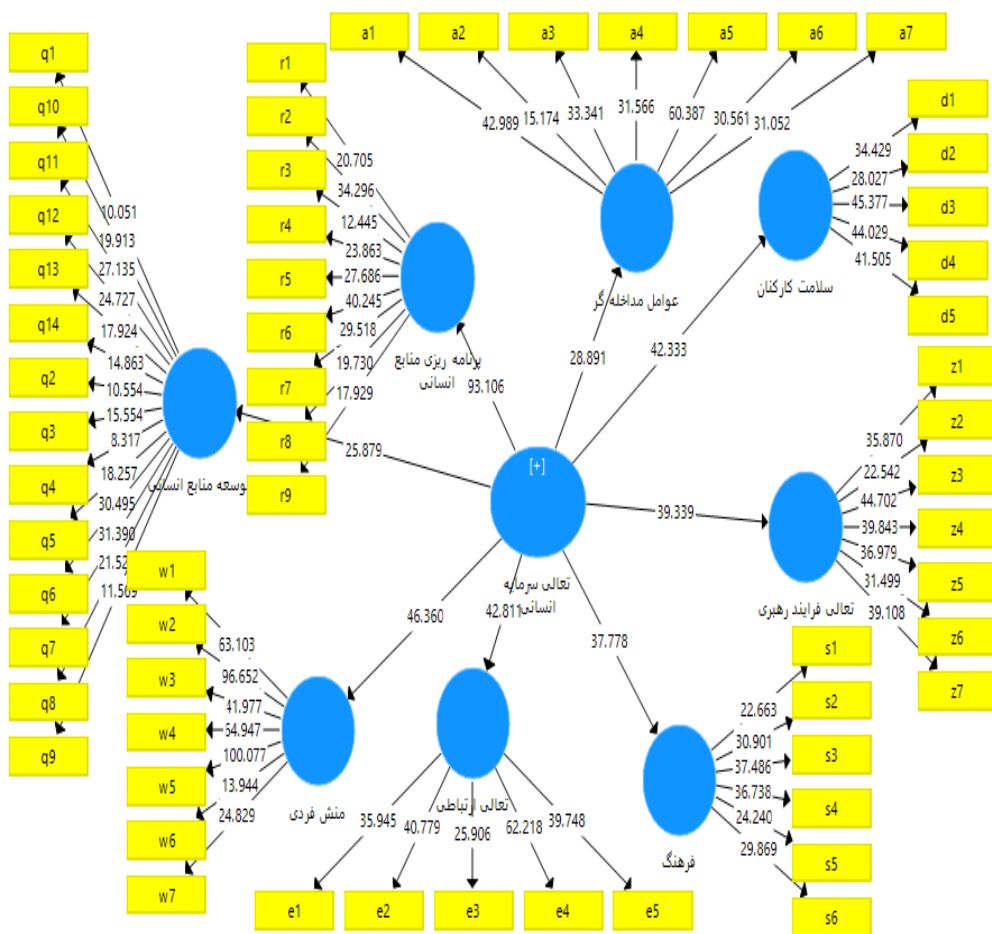 a1
a2
a3
a4
a5
a6
a7
42.989
15.174
33.341
31.566
60.387
30.561
31.052
عوامل مداخله گر
q1
q10
q11
q12
q13
q14
q2
q3
q4
q5
q6
q7
q8
q9
10.051
19.913
27.135
24.727
17.924
14.863
10.554
15.554
8.317
18.257
30.495
31.390
21.52
11.569
وسعه منابع انسانی
r1
r2
r3
r4
r5
r6
r7
r8
r9
20.705
34.296
12.445
23.863
27.686
40.245
29.518
19.730
17.929
برنامه ریزی منابع
انسانی
d1
d2
d3
d4
d5
34.429
28.027
45.377
44.029
41.505
سلامت کارکنان
z1
z2
z3
z4
z5
z6
z7
35.870
22.542
44.702
39.843
36.979
31.499
39.108
تعالی فرایند رهبری
[+]
تعالی سرمایه
انسانی
93.106
28.891
42.333
25.879
39.339
46.360
42.811
37.778
w1
w2
w3
w4
w5
w6
w7
63.103
96.652
41.977
54.947
100.077
13.944
24.829
منش فردی
تعالی ارتباطی
35.945
40.779
25.906
62.218
39.748
e1
e2
e3
e4
e5
s1
s2
s3
s4
s5
s6
22.663
30.901
37.486
36.738
24.240
29.869
فرهنگ